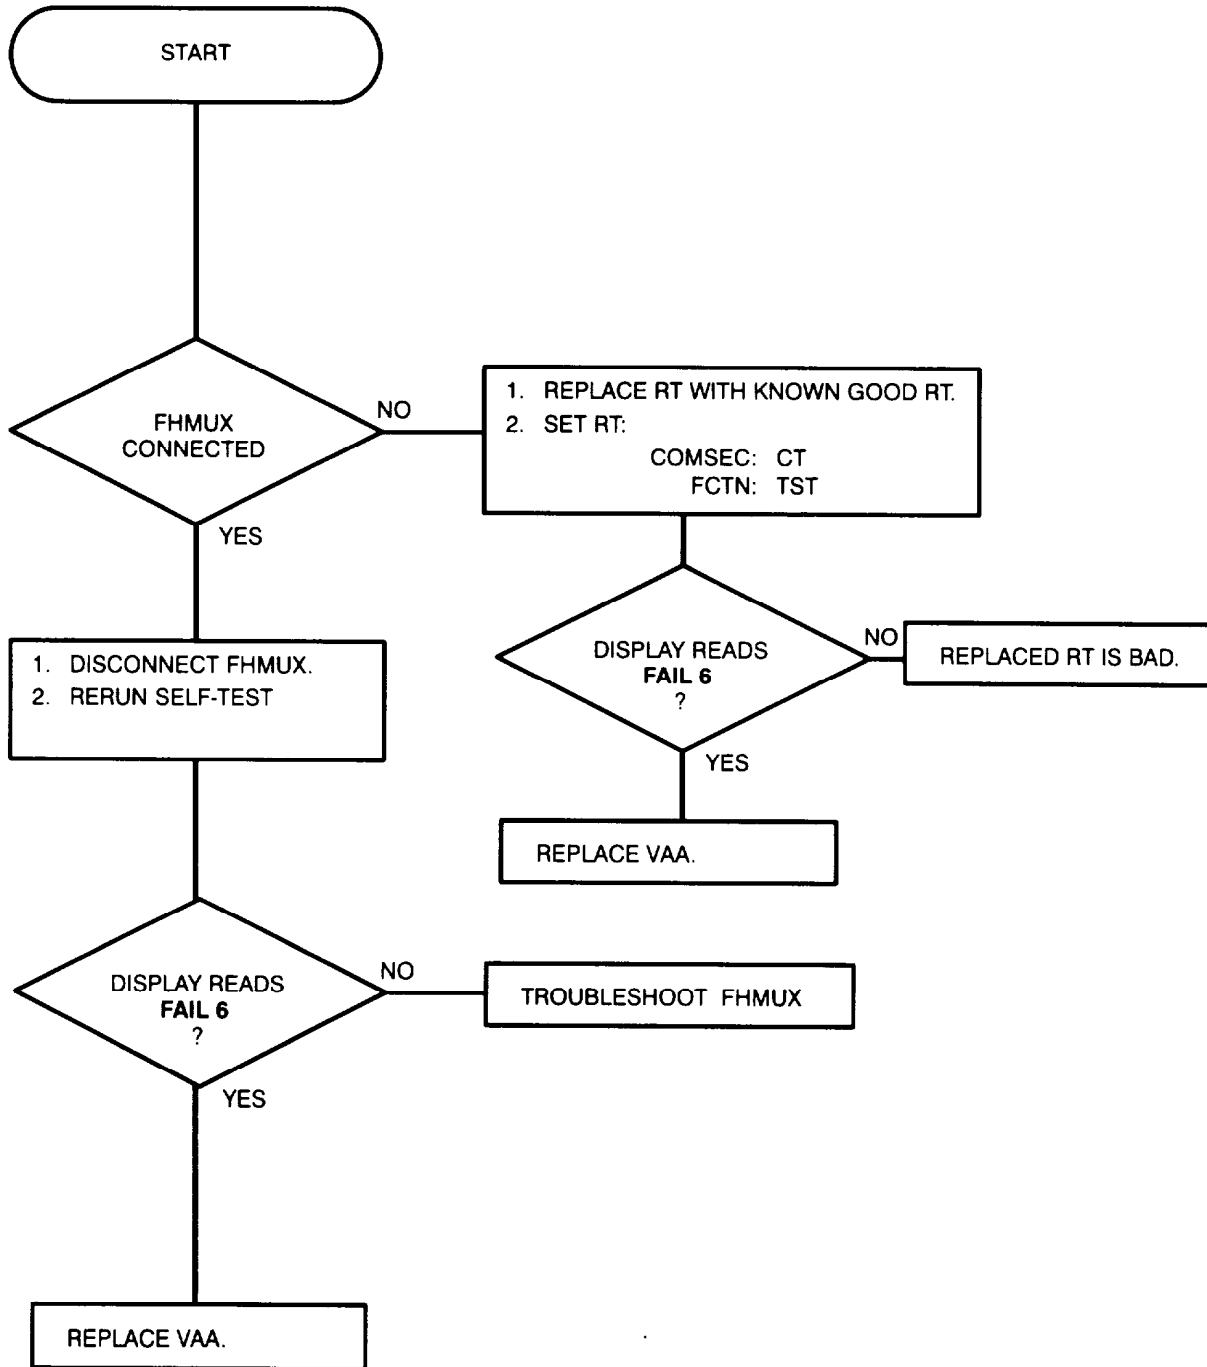 START
FHMUX
CONNECTED
NO
YES
1. REPLACE RT WITH KNOWN GOOD RT.
2. SET RT:
COMSEC: CT
FCTN: TST
DISPLAY READS
FAIL 6
?
NO
YES
REPLACED RT IS BAD.
REPLACE VAA.
1. DISCONNECT FHMUX.
2. RERUN SELF-TEST
DISPLAY READS
FAIL 6
?
NO
YES
TROUBLESHOOT FHMUX
REPLACE VAA.